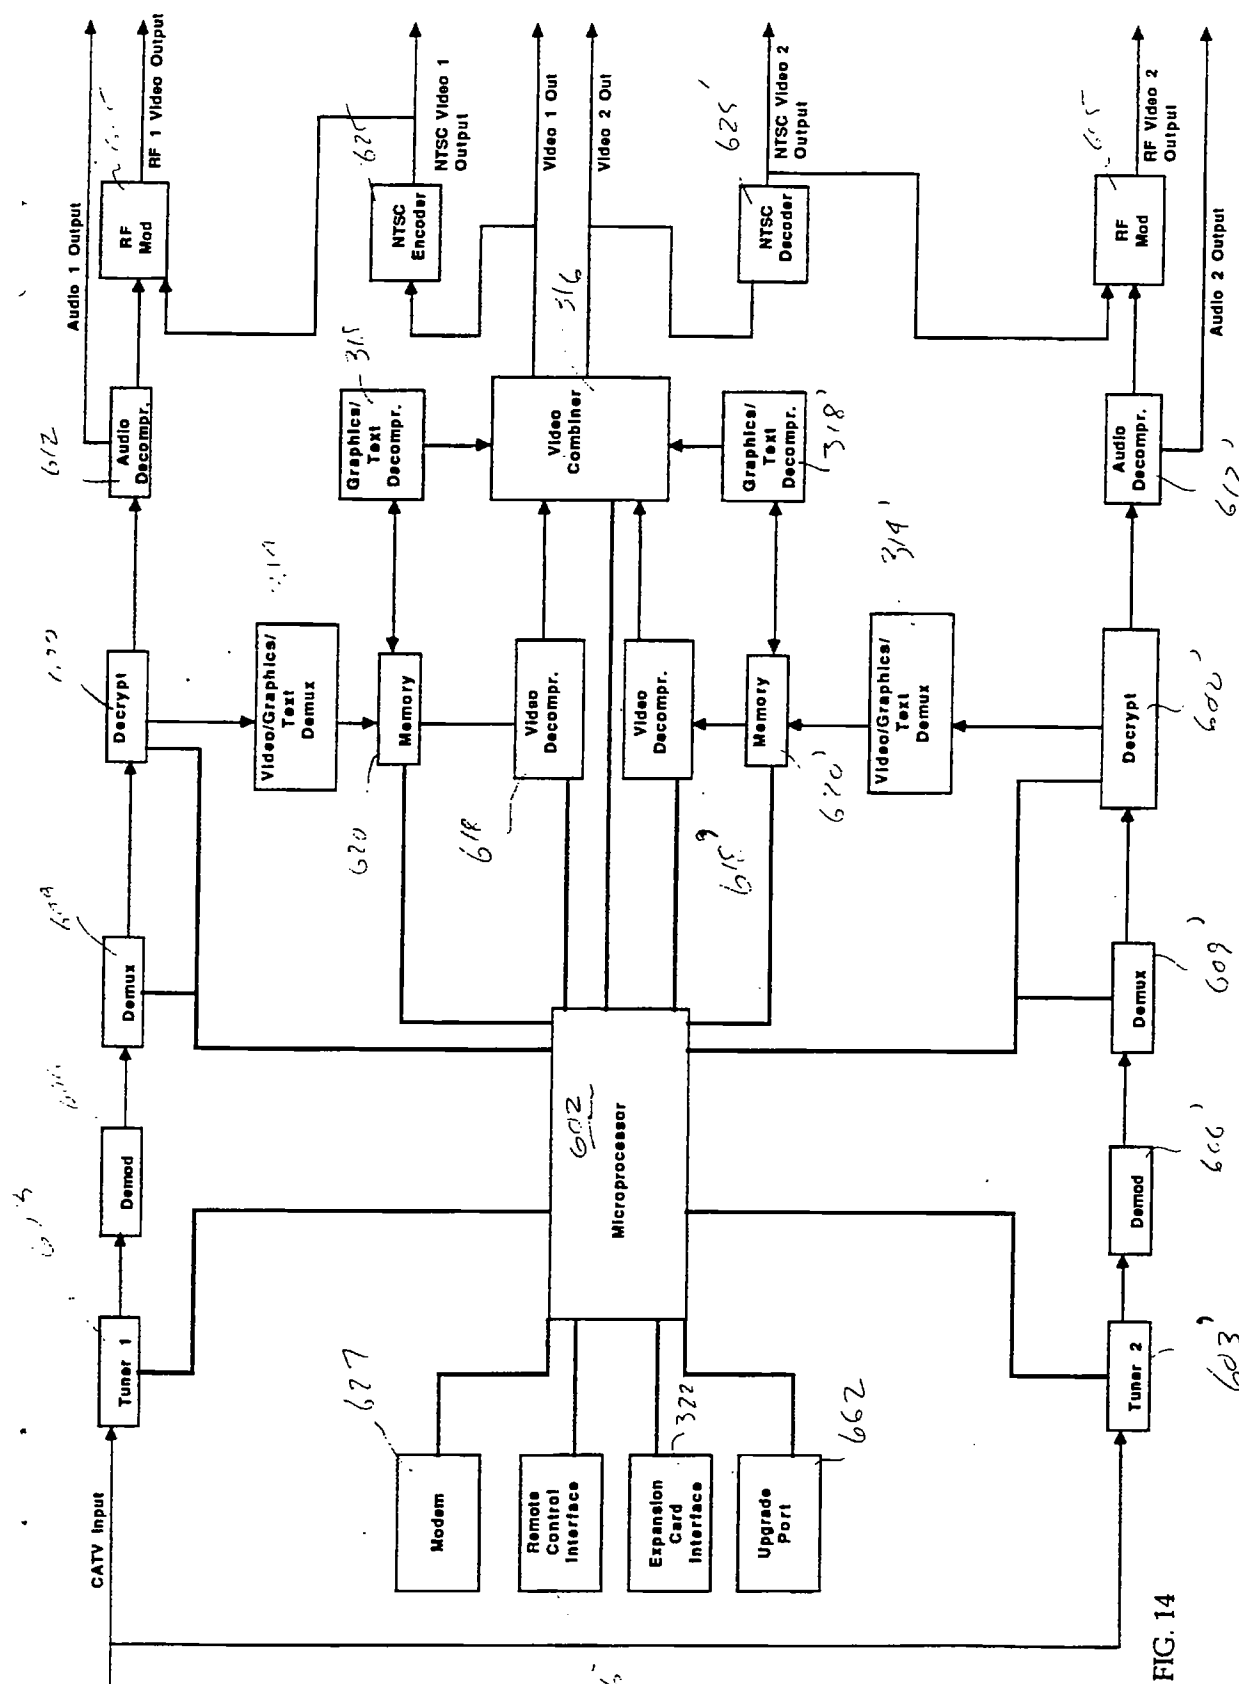 CATV Input
Tuner 1
Demod
Demux
Decrypt
Audio
Decompr.
612
Audio 1 Output
RF
Mod
RF 1 Video Output
Video/Graphics/
Text
Demux
Memory
620
Graphics/
Text
Decompr.
315
NTSC
Encoder
625
NTSC Video 1
Output
Modem
627
Remote
Control
Interface
Expansion
Card
Interface
322
Upgrade
Port
662
Microprocessor
602
Video
Decompr.
618
Video
Decompr.
618'
Video
Combiner
316
Video 1 Out
Video 2 Out
Memory
620'
Graphics/
Text
Decompr.
318'
NTSC
Decoder
625'
NTSC Video 2
Output
Video/Graphics/
Text
Demux
314'
Tuner 2
603'
Demod
606'
Demux
609'
Decrypt
600'
Audio
Decompr.
612'
RF
Mod
RF Video 2
Output
Audio 2 Output
FIG. 14